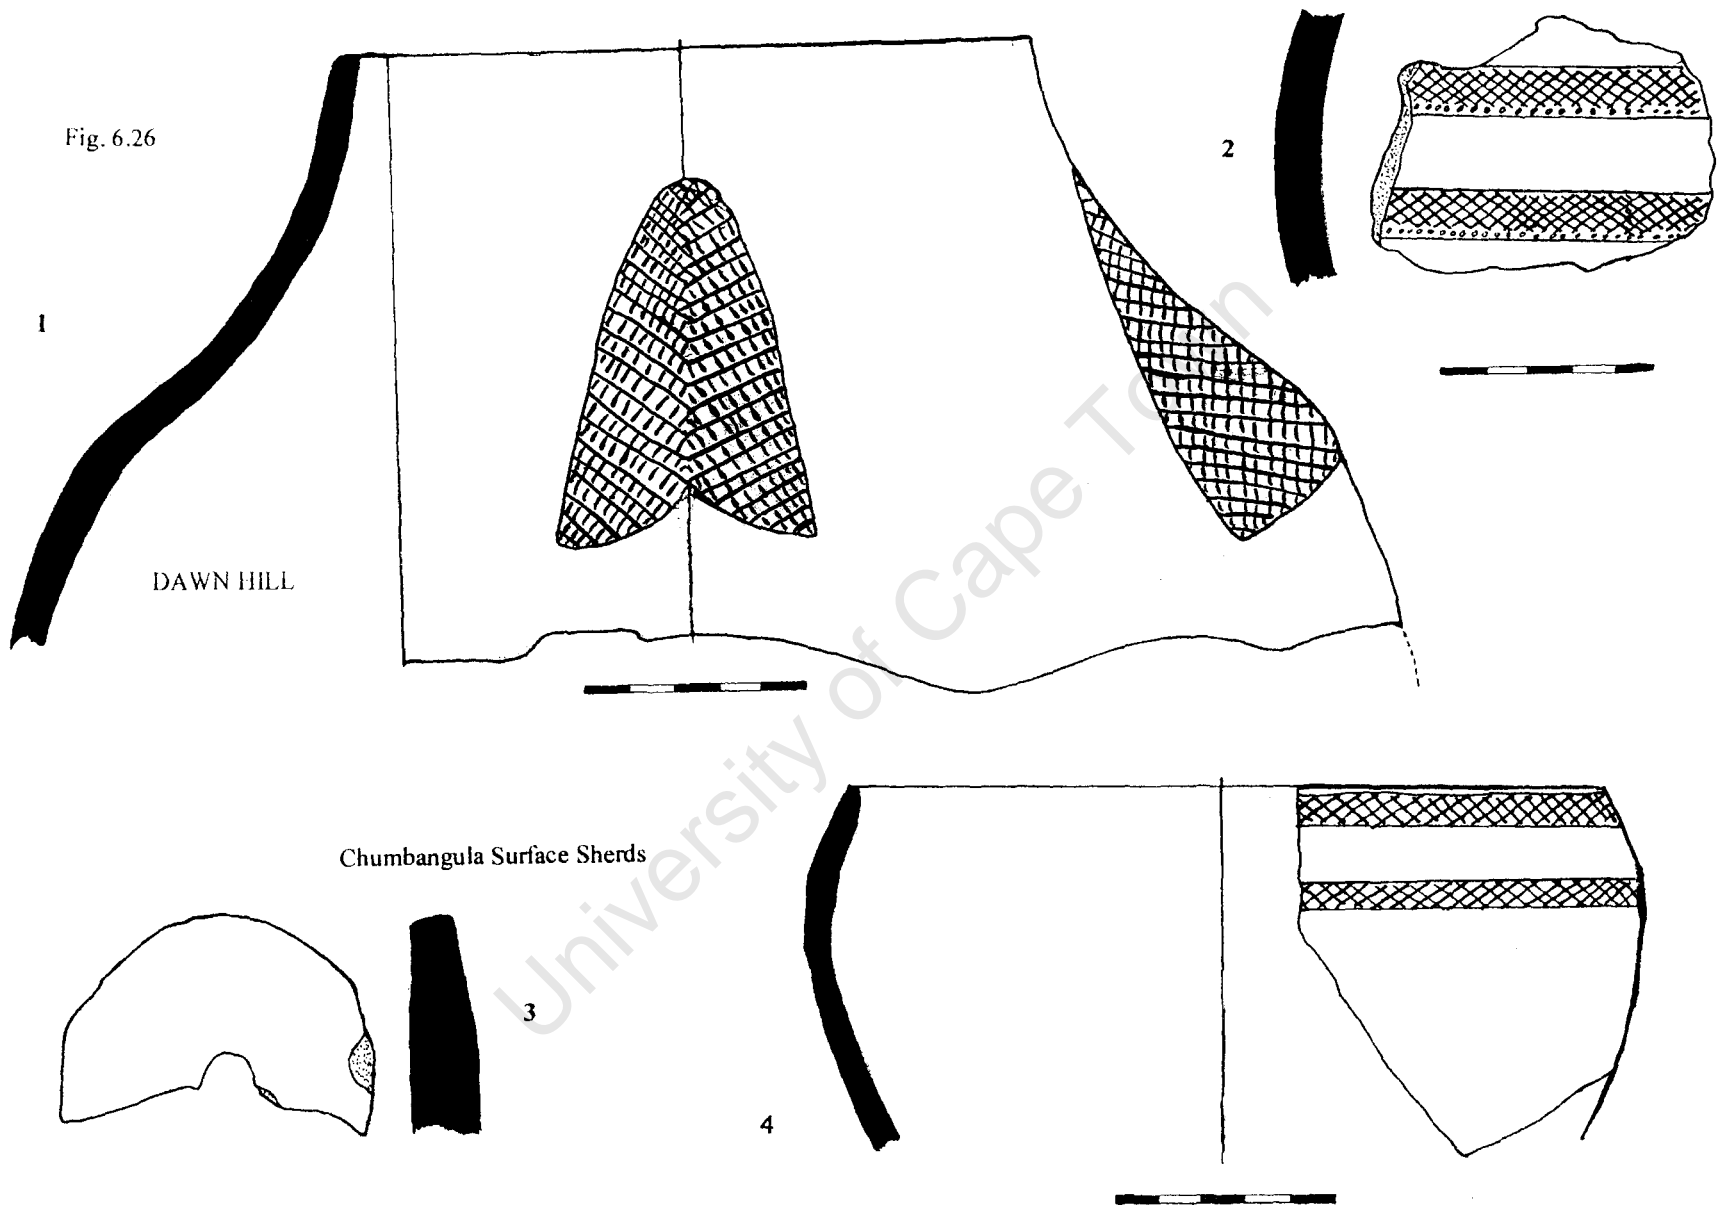 Fig. 6.26
1
2
DAWN HILL
Chumbangula Surface Sherds
3
4
University of Cape Town